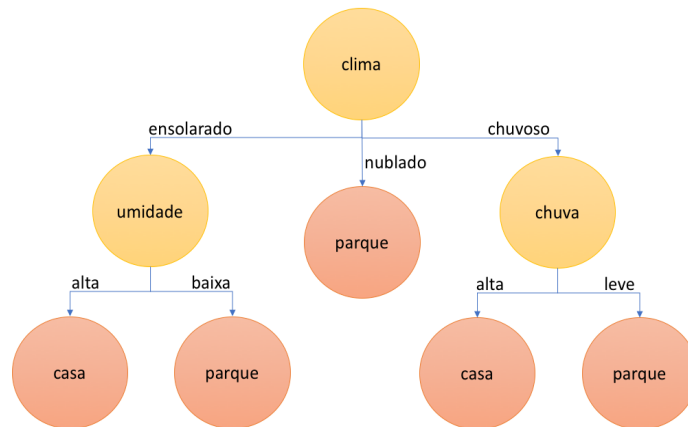 clima
ensolarado
chuvoso
nublado
umidade
parque
chuva
alta
baixa
alta
leve
casa
parque
casa
parque